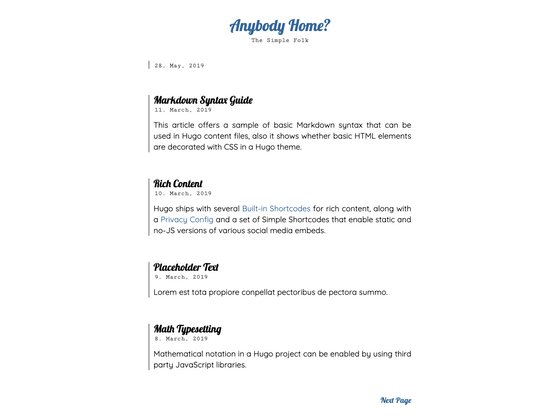 Anybody Home?
The Simple Folk
28. May, 2019
Markdown Syntax Guide
11. March, 2019
This article offers a sample of basic Markdown syntax that can be
used in Hugo content files, also it shows whether basic HTML elements
are decorated with CSS in a Hugo theme.
Rich Content
10. March, 2019
Hugo ships with several Built-in Shortcodes for rich content, along with
a Privacy Config and a set of Simple Shortcodes that enable static and
no-JS versions of various social media embeds.
Placeholder Text
9. March, 2019
Lorem est tota propiore conpellat pectoribus de pectora summo.
Math Typesetting
8. March, 2019
Mathematical notation in a Hugo project can be enabled by using third
party JavaScript libraries.
Next Page